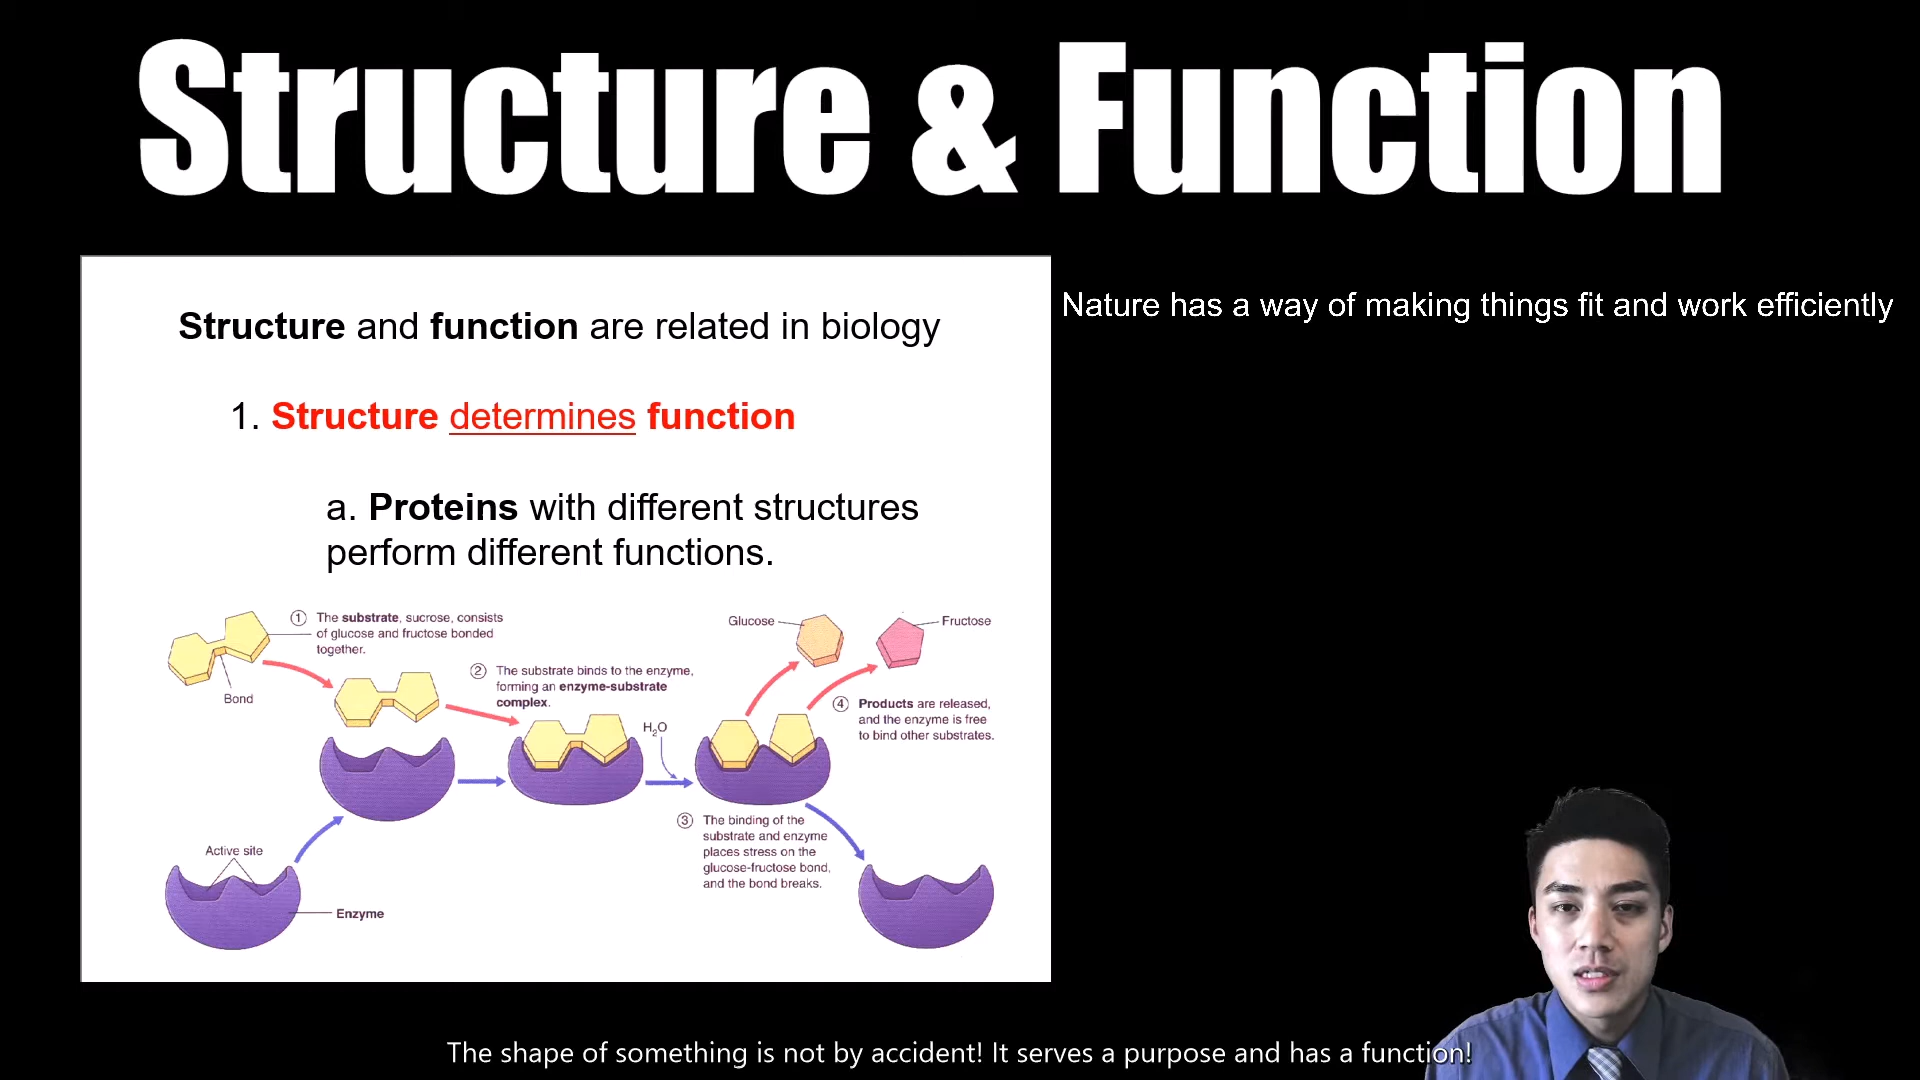 Structure & Function
Structure and function are related in biology
1. Structure determines function
a. Proteins with different structures
perform different functions.
Nature has a way of making things fit and work efficiently
① The substrate, sucrose, consists
of glucose and fructose bonded
together.
Bond
② The substrate binds to the enzyme,
forming an enzyme-substrate
complex.
H₂O
Glucose
Fructose
④ Products are released,
and the enzyme is free
to bind other substrates.
③ The binding of the
substrate and enzyme
places stress on the
glucose-fructose bond,
and the bond breaks.
Active site
Enzyme
The shape of something is not by accident! It serves a purpose and has a function!